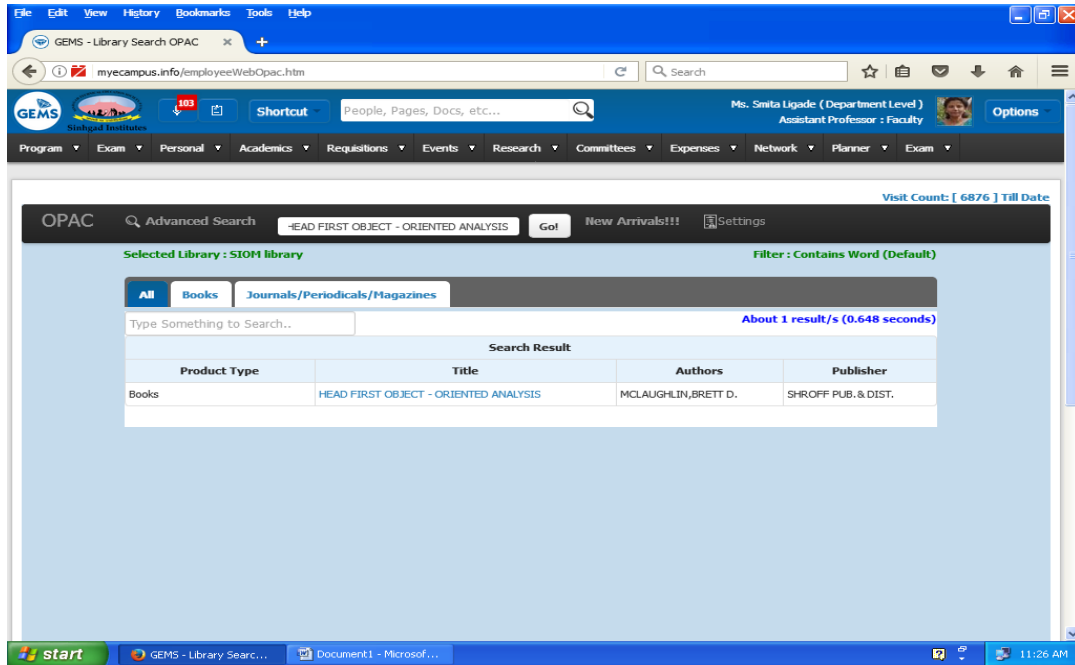 File Edit View History Bookmarks Tools Help
GEMS - Library Search OPAC × +
myecampus.info/employeeWebOpac.htm Search
GEMS Sinhgad Institutes 103 Shortcut People, Pages, Docs, etc... Ms. Smita Ligade ( Department Level ) Options
Assistant Professor : Faculty
Program Exam Personal Academics Requisitions Events Research Committees Expenses Network Planner Exam
Visit Count: [ 6876 ] Till Date
OPAC Advanced Search HEAD FIRST OBJECT - ORIENTED ANALYSIS Go! New Arrivals!!! Settings
Selected Library : SIOM library Filter : Contains Word (Default)
All Books Journals/Periodicals/Magazines
Type Something to Search.. About 1 result/s (0.648 seconds)
Search Result
Product Type Title Authors Publisher
Books HEAD FIRST OBJECT - ORIENTED ANALYSIS MCLAUGHLIN,BRETT D. SHROFF PUB.& DIST.
start GEMS - Library Searc... Document1 - Microsof... 11:26 AM